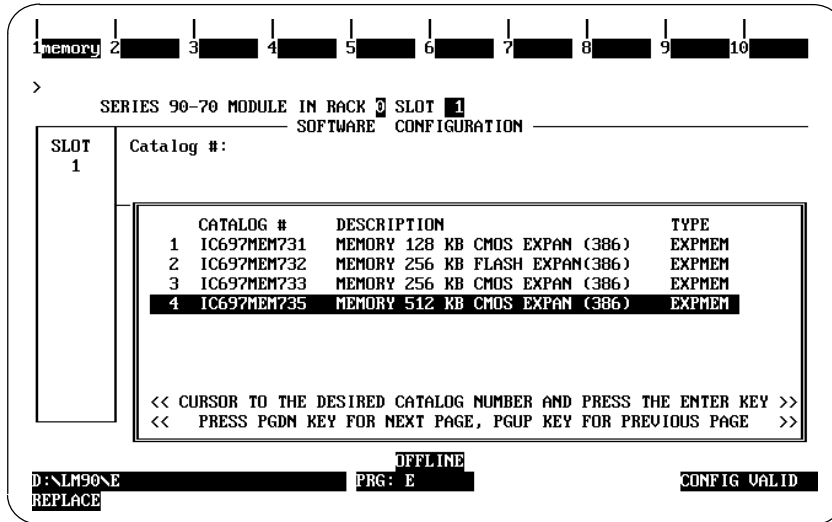 1memory 2 3 4 5 6 7 8 9 10
>
SERIES 90-70 MODULE IN RACK 0 SLOT 1
SOFTWARE CONFIGURATION
SLOT Catalog #:
1
CATALOG # DESCRIPTION TYPE
1 IC697MEM731 MEMORY 128 KB CMOS EXPAN (386) EXPMEM
2 IC697MEM732 MEMORY 256 KB FLASH EXPAN(386) EXPMEM
3 IC697MEM733 MEMORY 256 KB CMOS EXPAN (386) EXPMEM
4 IC697MEM735 MEMORY 512 KB CMOS EXPAN (386) EXPMEM
<< CURSOR TO THE DESIRED CATALOG NUMBER AND PRESS THE ENTER KEY >>
<< PRESS PGDN KEY FOR NEXT PAGE, PGUP KEY FOR PREVIOUS PAGE >>
OFFLINE
D:\LM90\E PRG: E CONFIG VALID
REPLACE